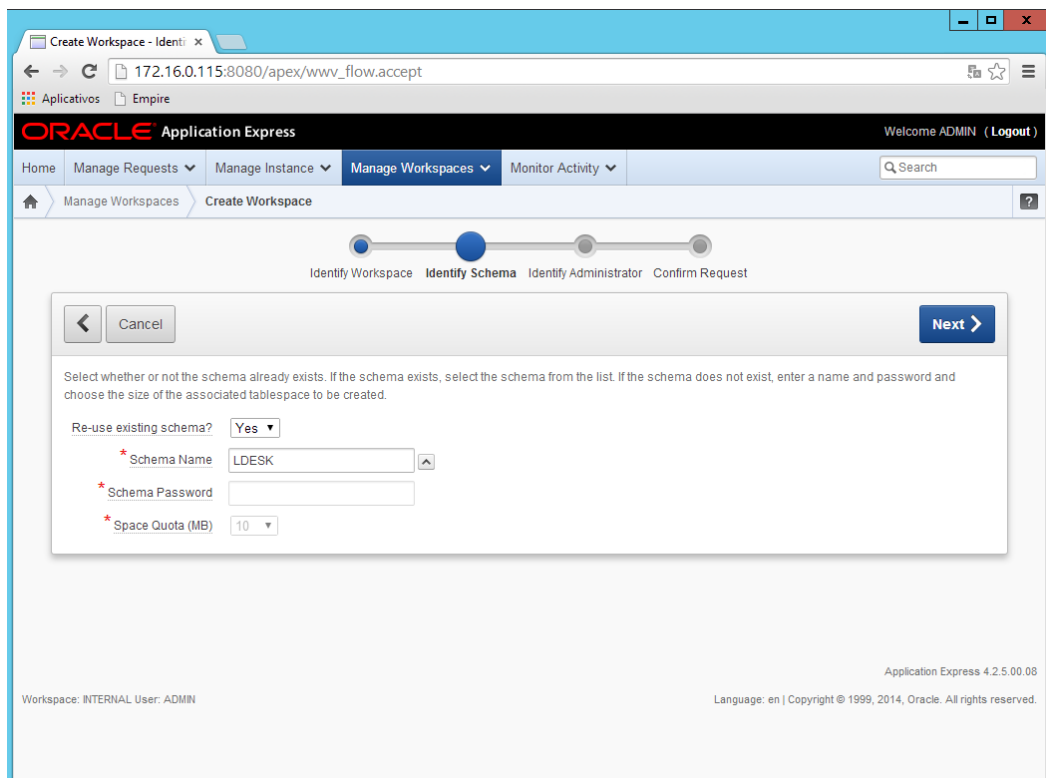 Create Workspace - Identi
172.16.0.115:8080/apex/wwv_flow.accept
Aplicativos Empire
ORACLE Application Express Welcome ADMIN ( Logout )
Home Manage Requests Manage Instance Manage Workspaces Monitor Activity Search
Manage Workspaces Create Workspace ?
Identify Workspace Identify Schema Identify Administrator Confirm Request
Cancel Next
Select whether or not the schema already exists. If the schema exists, select the schema from the list. If the schema does not exist, enter a name and password and
choose the size of the associated tablespace to be created.
Re-use existing schema? Yes
* Schema Name LDESK
* Schema Password
* Space Quota (MB) 10
Application Express 4.2.5.00.08
Workspace: INTERNAL User: ADMIN Language: en | Copyright © 1999, 2014, Oracle. All rights reserved.